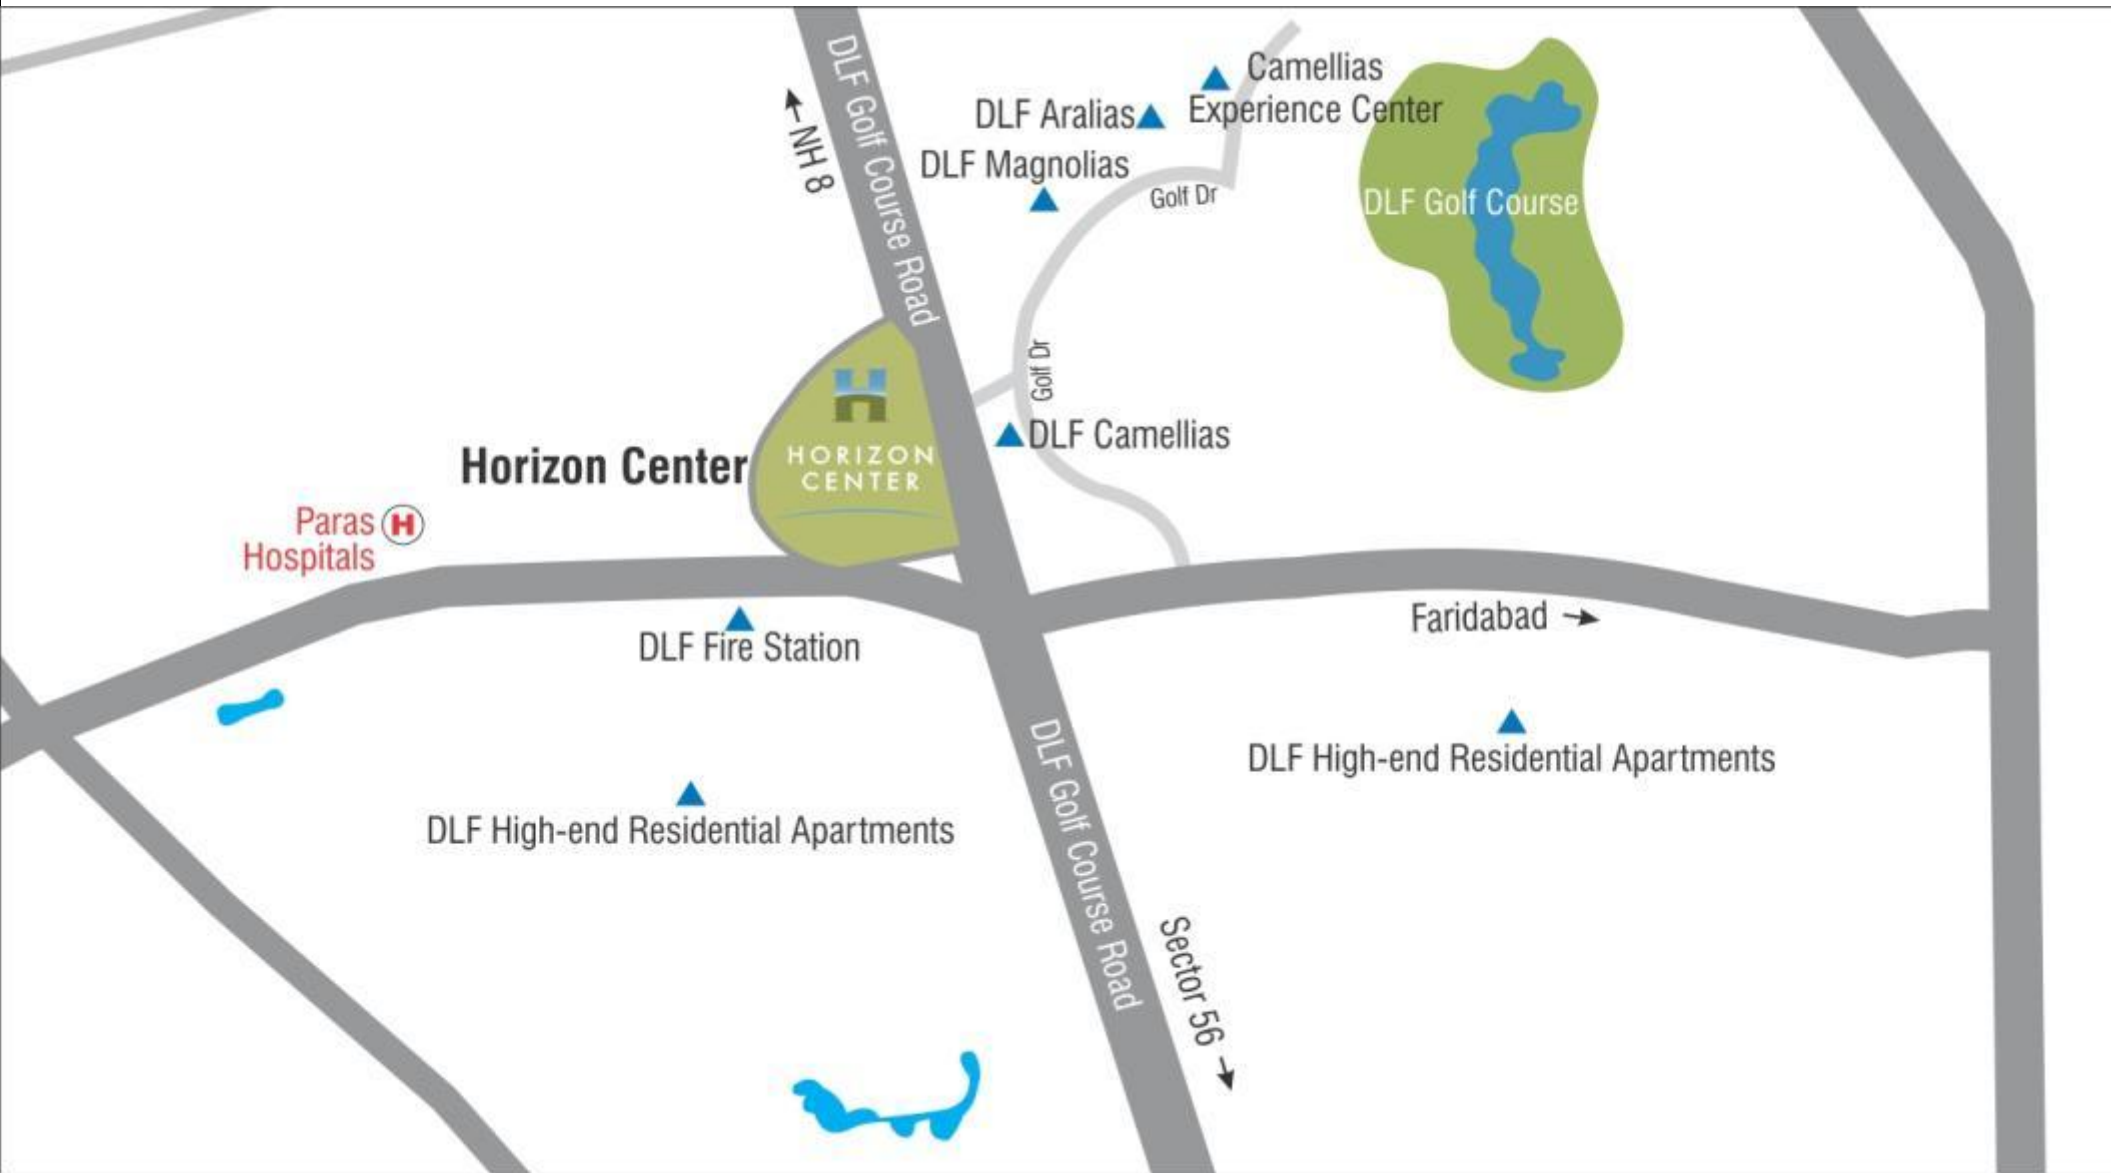 DLF Golf Course Road
←NH 8
Camellias
Experience Center
DLF Aralias
DLF Magnolias
Golf Dr
DLF Golf Course
Golf Dr
DLF Camellias
Horizon Center
H
HORIZON
CENTER
Paras H
Hospitals
DLF Fire Station
Faridabad →
DLF High-end Residential Apartments
DLF High-end Residential Apartments
DLF Golf Course Road
Sector 56 →